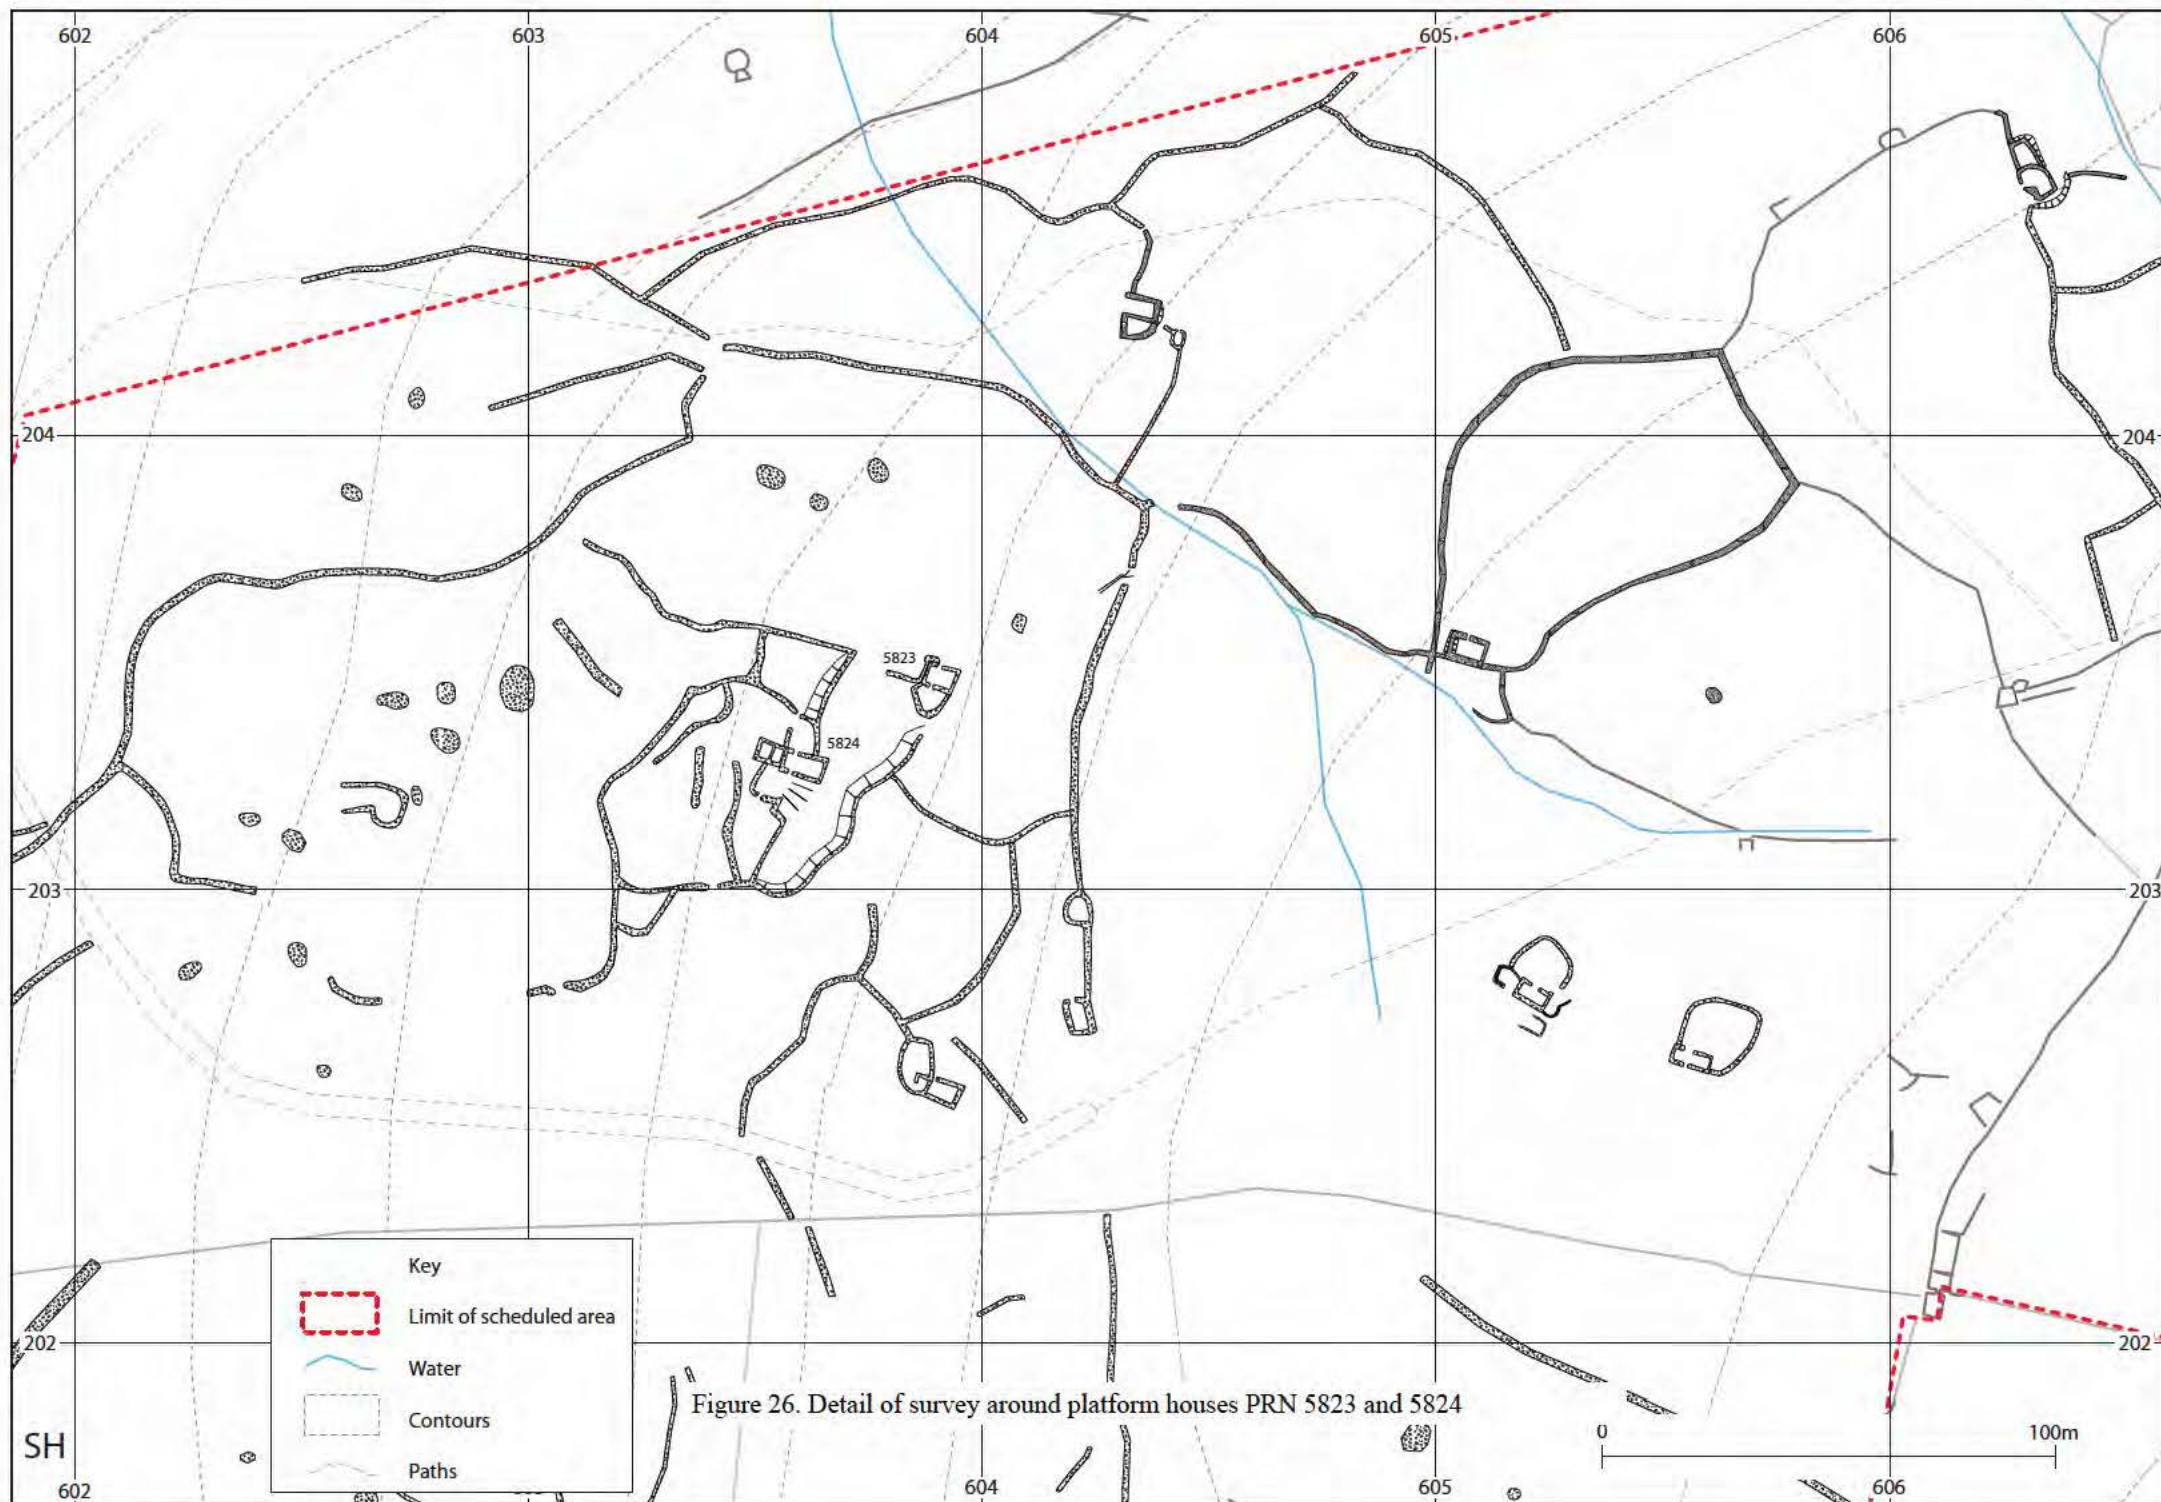 602 603 604 605 606
204 204
5823
5824
203 203
Key
Limit of scheduled area
Water
202 202
Contours
Paths
Figure 26. Detail of survey around platform houses PRN 5823 and 5824
0 100m
SH
602 604 605 606